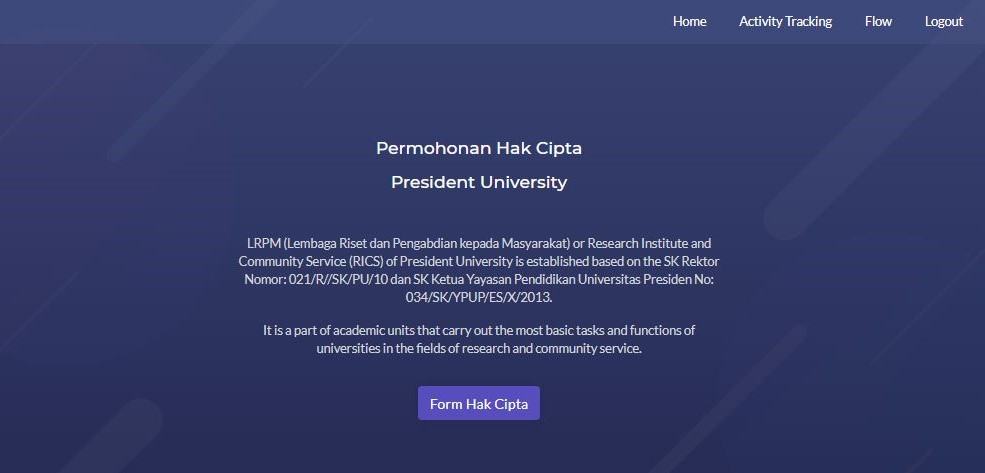 Home Activity Tracking Flow Logout
Permohonan Hak Cipta
President University
LRPM (Lembaga Riset dan Pengabdian kepada Masyarakat) or Research Institute and
Community Service (RICS) of President University is established based on the SK Rektor
Nomor: 021/R//SK/PU/10 dan SK Ketua Yayasan Pendidikan Universitas Presiden No:
034/SK/YPUP/ES/X/2013.
It is a part of academic units that carry out the most basic tasks and functions of
universities in the fields of research and community service.
Form Hak Cipta